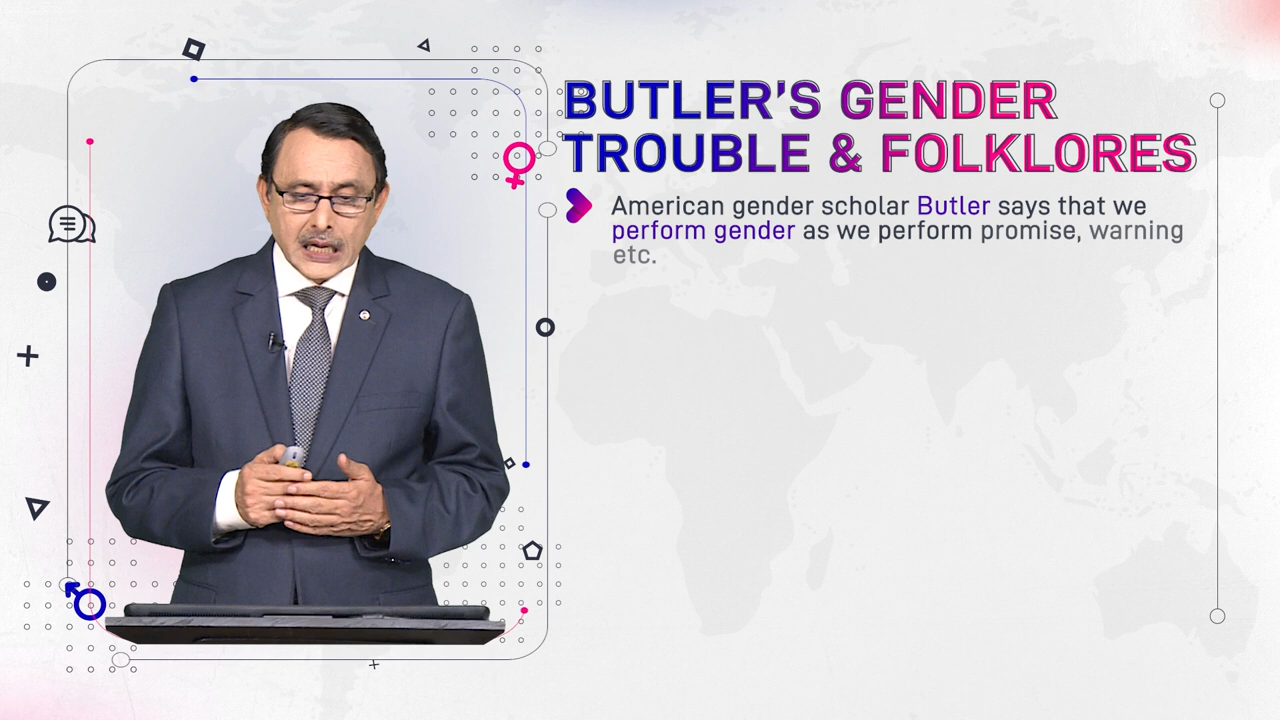 BUTLER'S GENDER
TROUBLE & FOLKLORES
American gender scholar Butler says that we
perform gender as we perform promise, warning
etc.